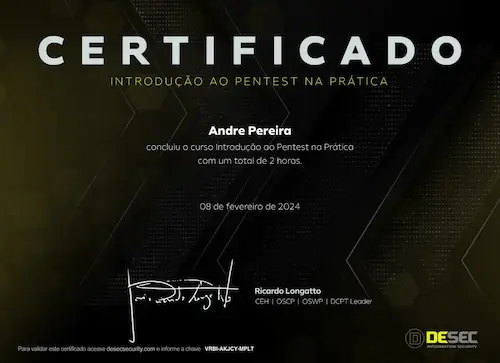 CERTIFICADO
INTRODUÇÃO AO PENTEST NA PRÁTICA
Andre Pereira
concluiu o curso Introdução ao Pentest na Prática
com um total de 2 horas.
08 de fevereiro de 2024
Ricardo Longatto
CEH | OSCP | OSWP | DCPT Leader
DESEC
INFORMATION SECURITY
Para validar este certificado acesse desecsecurity.com e informe a chave VRBI-AKJCY-MPLT